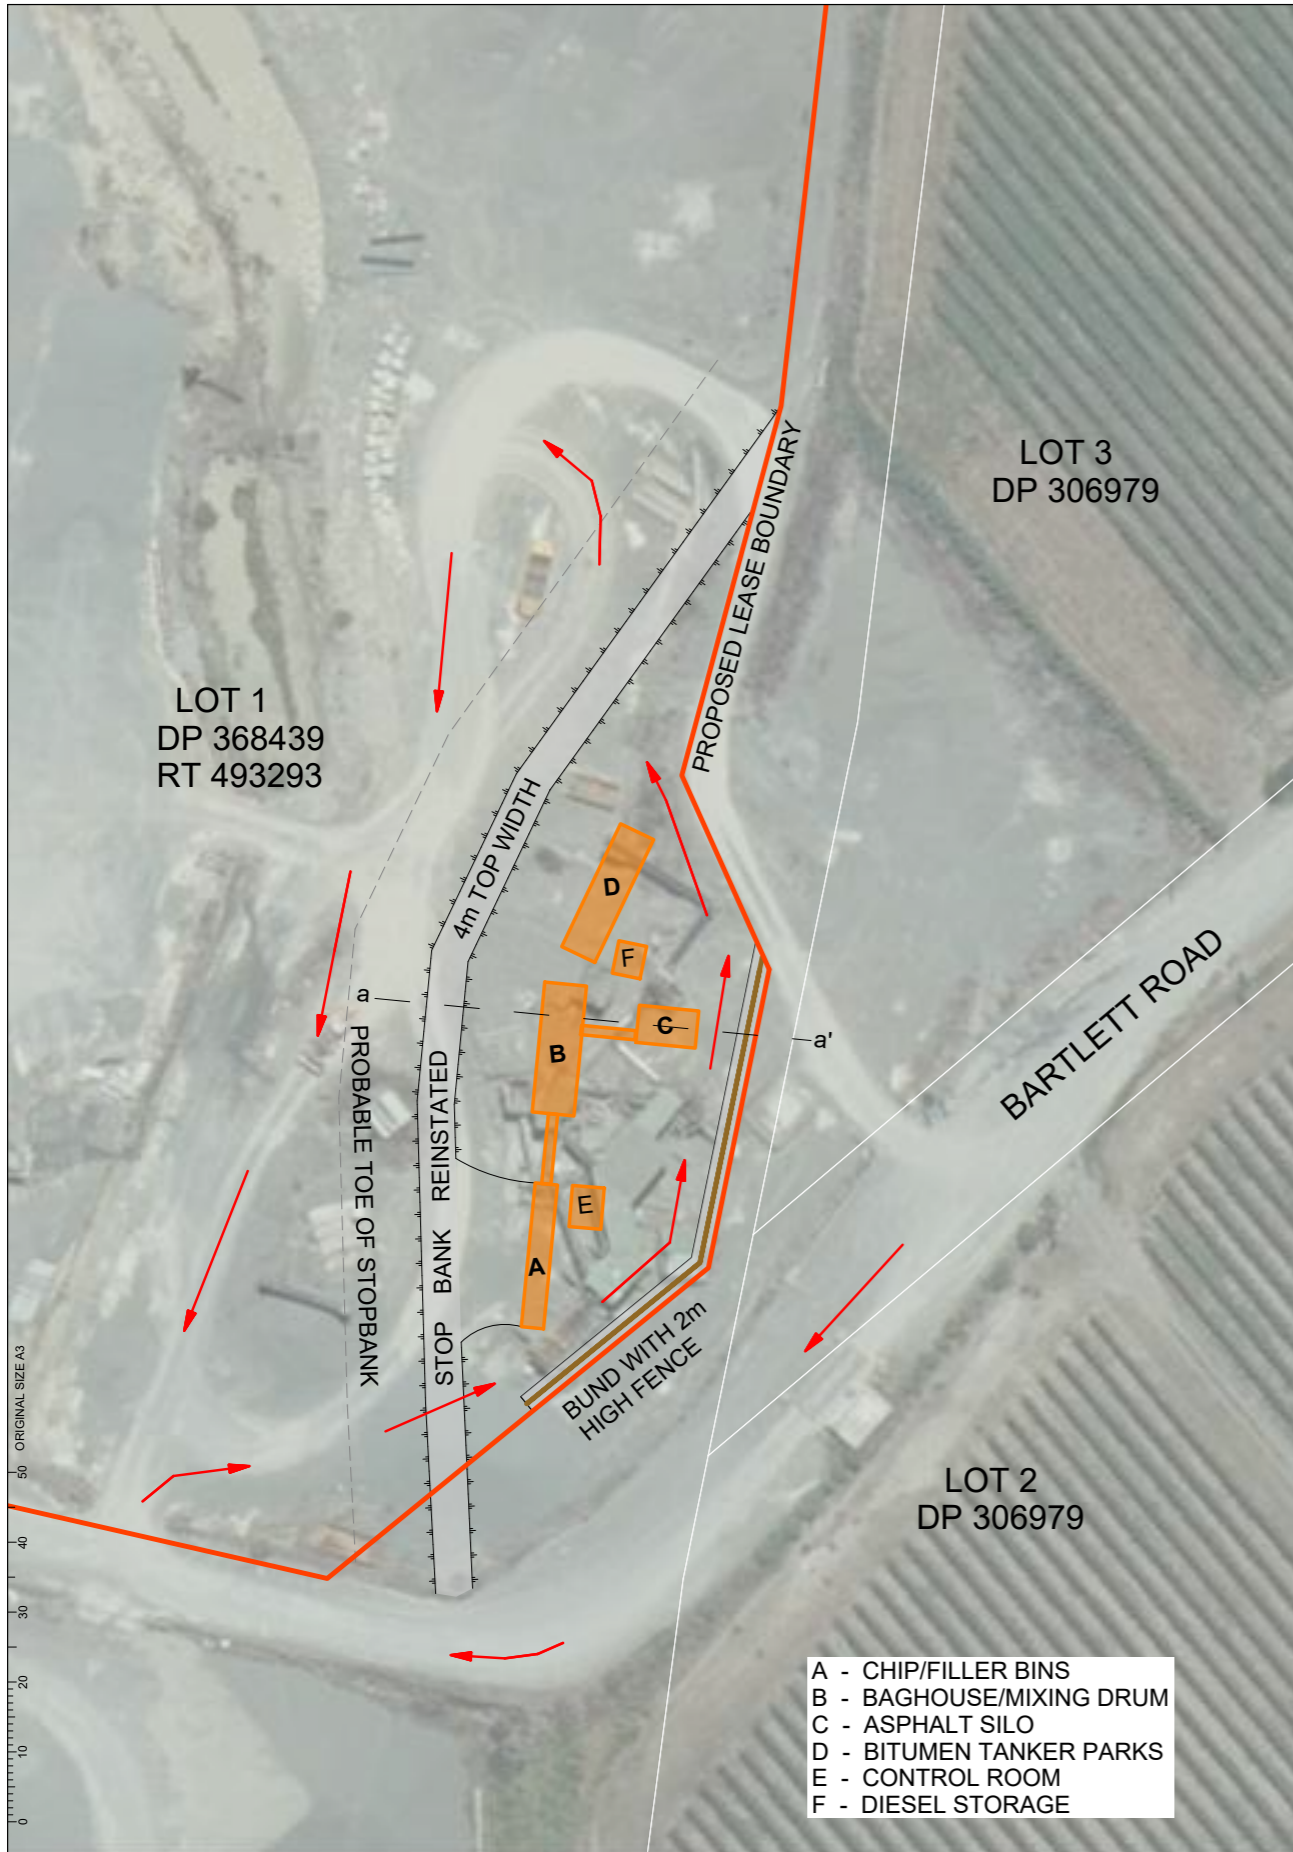 LOT 3
DP 306979
PROPOSED LEASE BOUNDARY
LOT 1
DP 368439
RT 493293
4m TOP WIDTH
D
F
a
C
a'
B
BARTLETT ROAD
PROBABLE TOE OF STOPBANK
STOP BANK REINSTATED
E
A
BUND WITH 2m
HIGH FENCE
LOT 2
DP 306979
ORIGINAL SIZE A3
50
40
30
20
10
0
A - CHIP/FILLER BINS
B - BAGHOUSE/MIXING DRUM
C - ASPHALT SILO
D - BITUMEN TANKER PARKS
E - CONTROL ROOM
F - DIESEL STORAGE